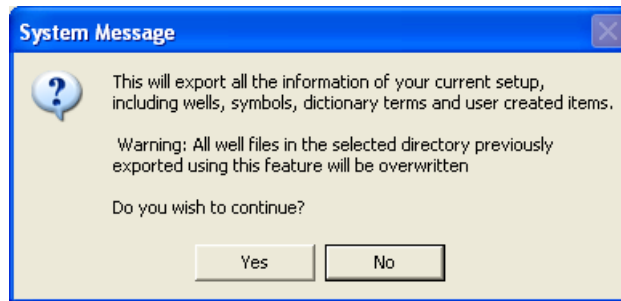 System Message
This will export all the information of your current setup,
including wells, symbols, dictionary terms and user created items.
Warning: All well files in the selected directory previously
exported using this feature will be overwritten
Do you wish to continue?
Yes
No